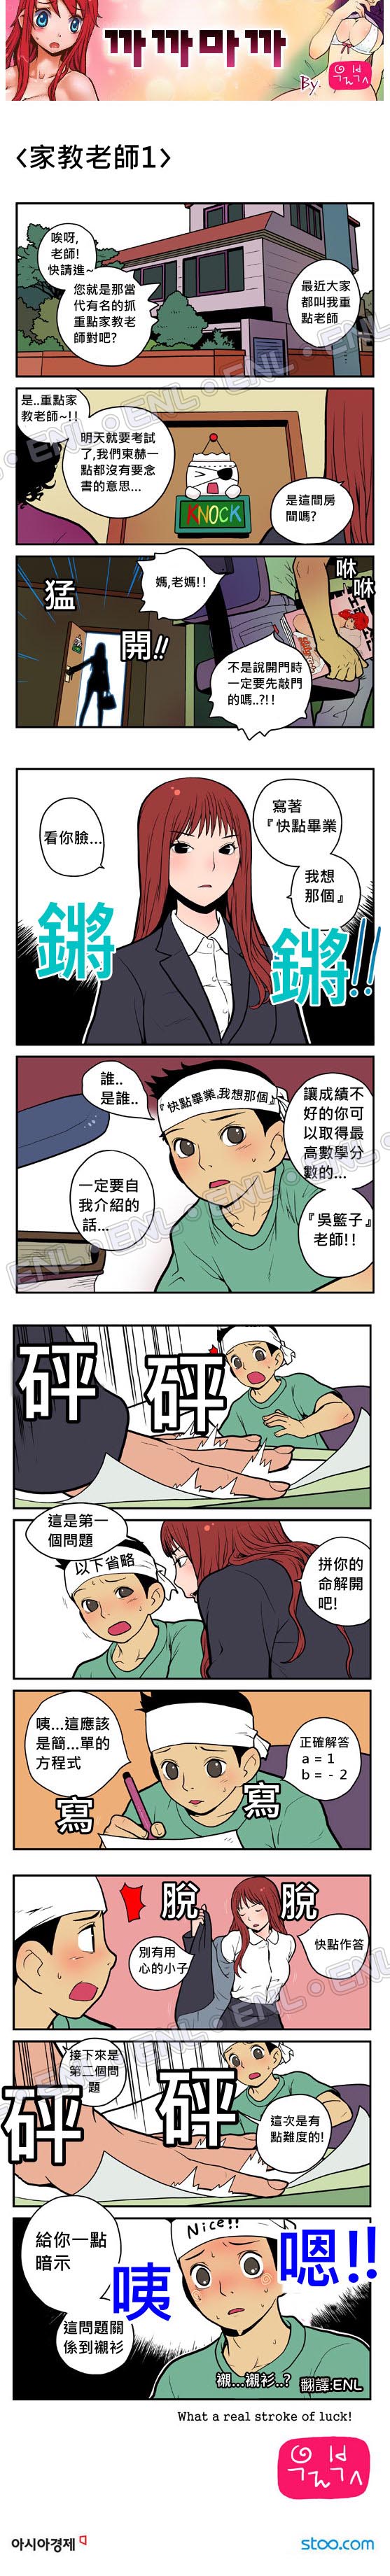 까까마까
By.
윤보
인간
<家教老師1>
唉呀,
老師!
快請進~
您就是那當
代有名的抓
重點家教老
師對吧?
最近大家
都叫我重
點老師
是..重點家
教老師~!!
明天就要考試
了,我們東赫一
點都沒有要念
書的意思...
KNOCK
是這間房
間嗎?
猛
開!!
媽,老媽!!
咻
咻
不是說開門時
一定要先敲門
的嗎..?!!
看你臉...
寫著
『快點畢業
我想
那個』
鏘
鏘!!
誰..
是誰..
『快點畢業,我想那個』
一定要自
我介紹的
話...
讓成績不
好的你可
以取得最
高數學分
數的...
『吳籃子』
老師!!
砰
砰
這是第一
個問題
以下省略
拼你的
命解開
吧!
咦...這應該
是簡...單的
方程式
寫
寫
正確解答
a = 1
b = - 2
脫
脫
別有用
心的小子
快點作答
接下來是
第二個問
題
砰
砰
這次是有
點難度的!
給你一點
暗示
Nice!!
咦
嗯!!
這問題關
係到襯衫
襯...襯衫..?
翻譯:ENL
What a real stroke of luck!
아시아경제
stoo.com
ENL